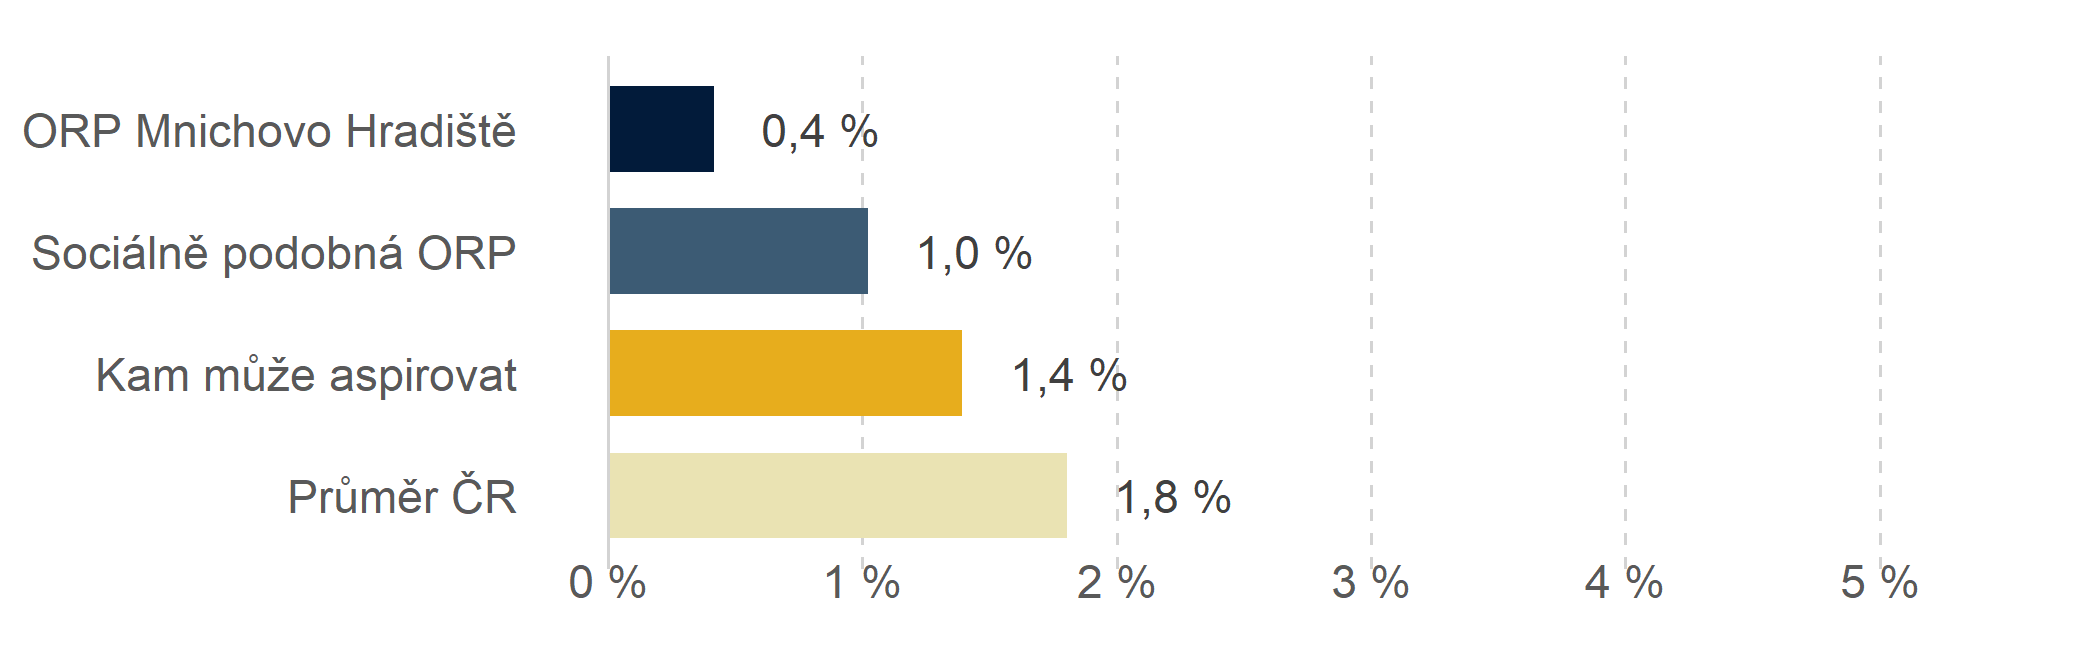 ORP Mnichovo Hradiště 0,4 %
Sociálně podobná ORP 1,0 %
Kam může aspirovat 1,4 %
Průměr ČR 1,8 %
0 % 1 % 2 % 3 % 4 % 5 %